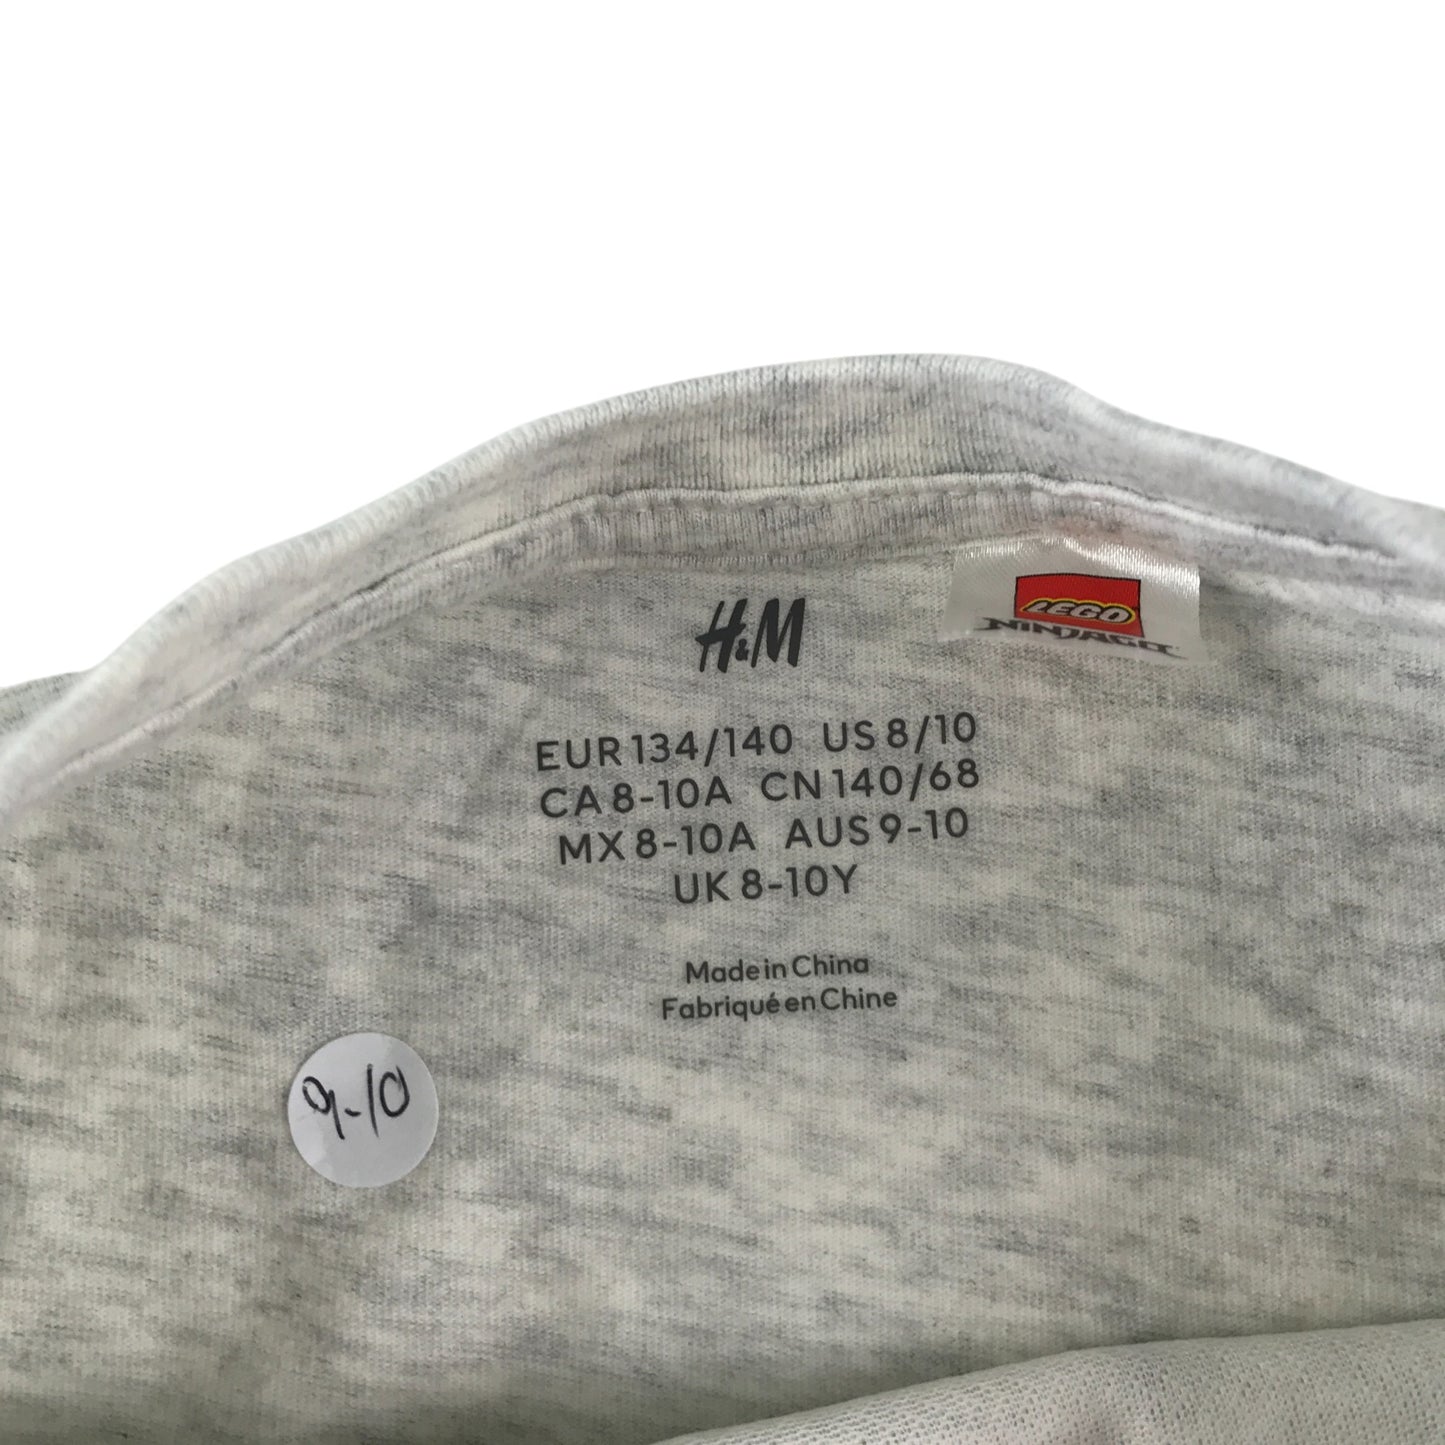 H&M
LEGO
NINJAGO
EUR 134/140 US 8/10
CA 8-10A CN 140/68
MX 8-10A AUS 9-10
UK 8-10Y
Made in China
Fabriqué en Chine
9-10